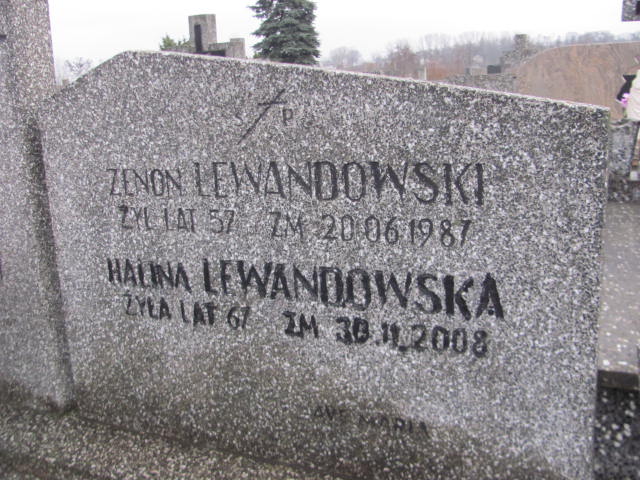 S P
ZENON LEWANDOWSKI
ŻYŁ LAT 57 ZM 20.06.1987
HALINA LEWANDOWSKA
ŻYŁA LAT 67 ZM 30.11.2008
AVE MARIA